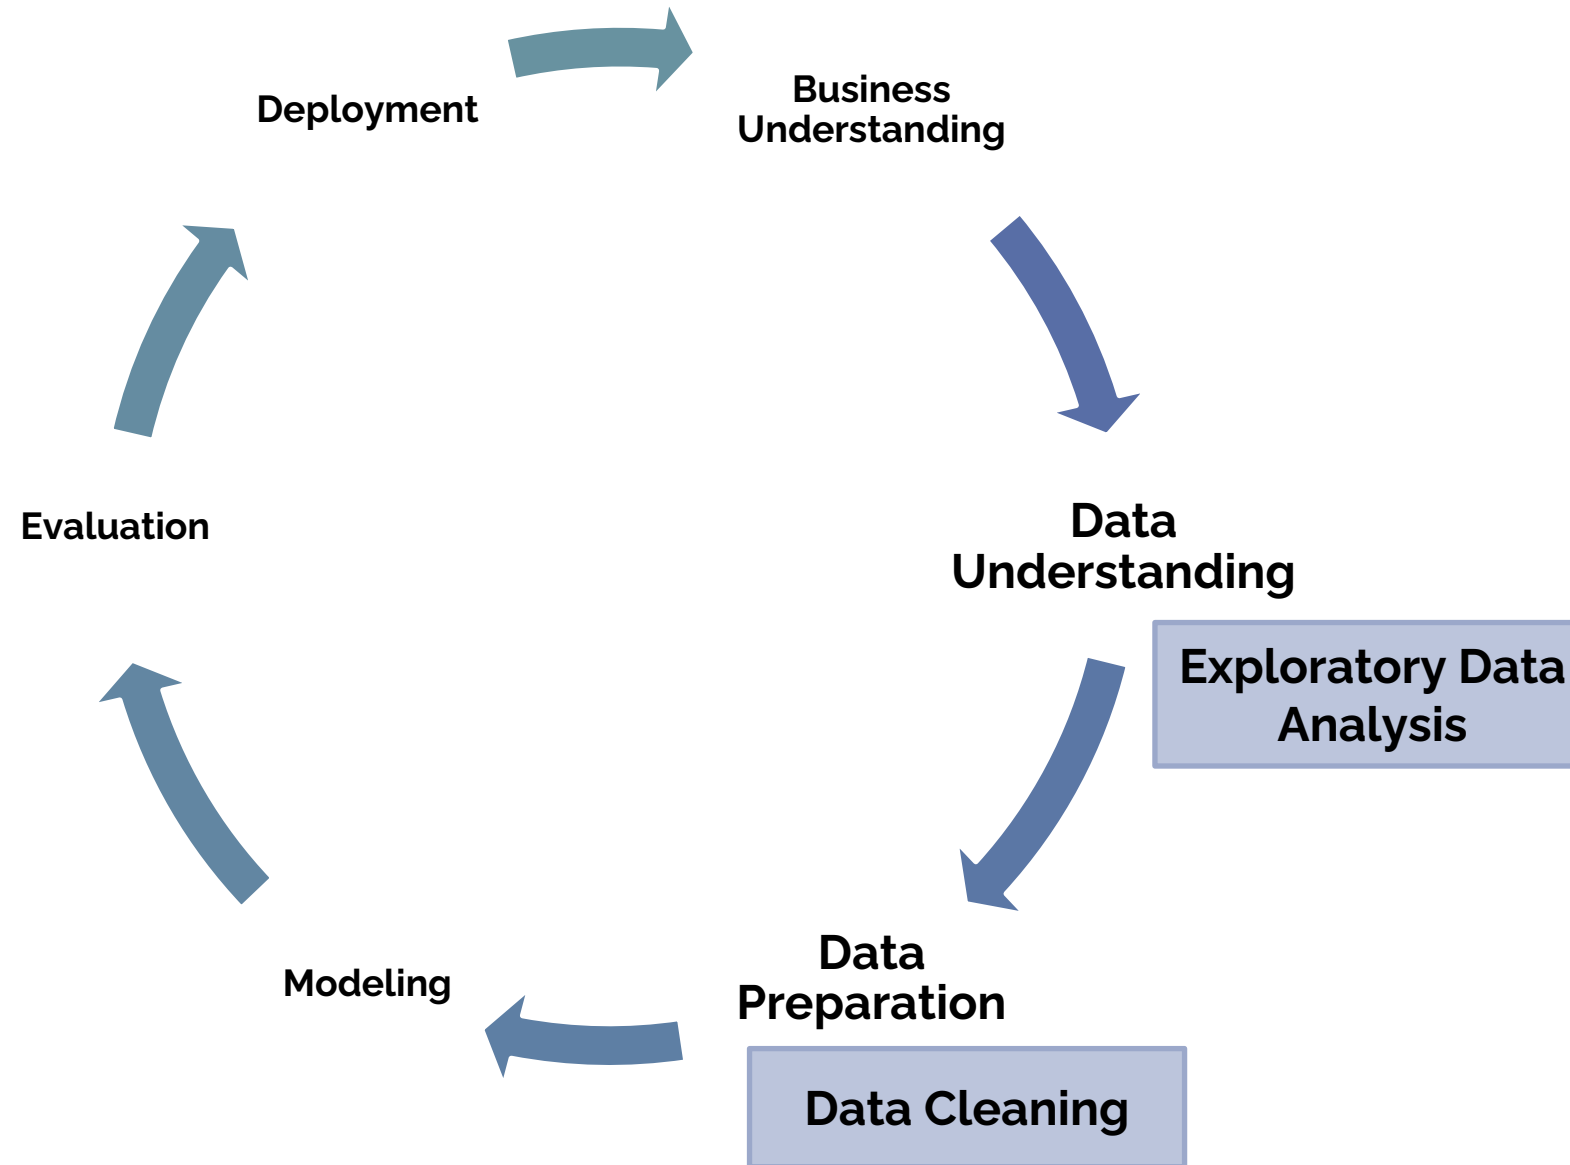 Deployment
Business
Understanding
Evaluation
Data
Understanding
Exploratory Data
Analysis
Modeling
Data
Preparation
Data Cleaning